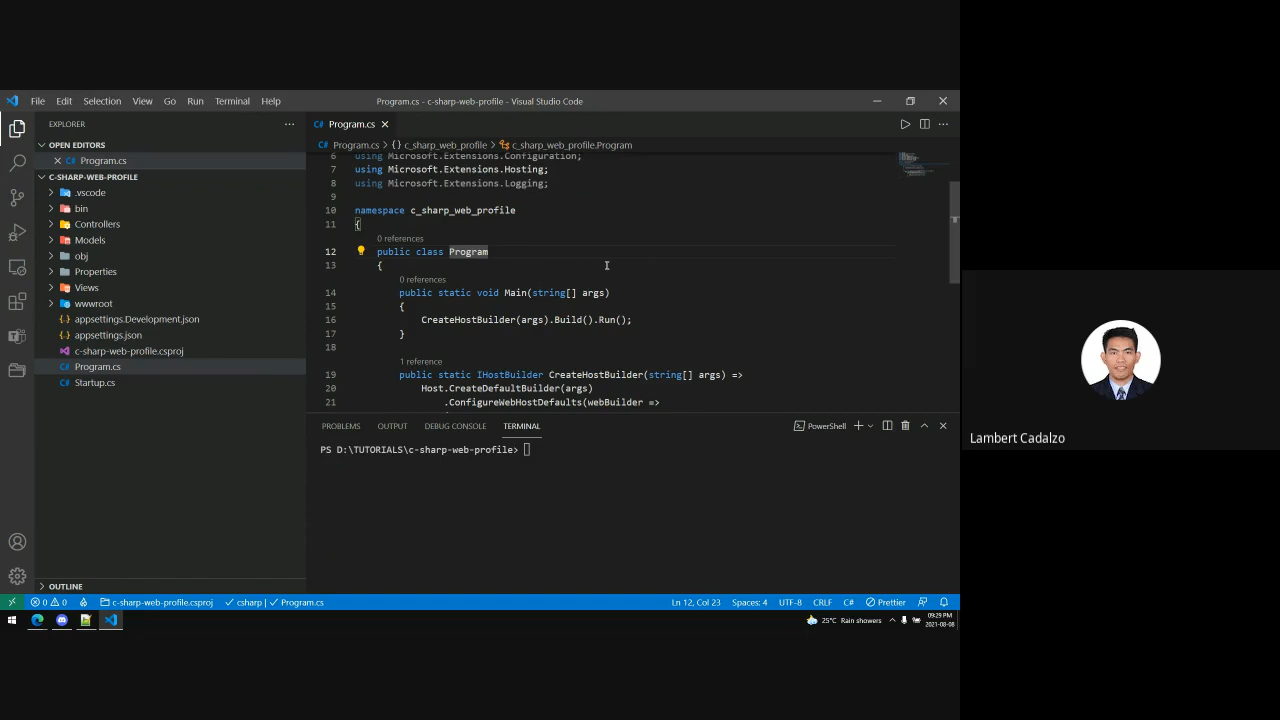 File Edit Selection View Go Run Terminal Help
Program.cs - c-sharp-web-profile - Visual Studio Code
EXPLORER
OPEN EDITORS
Program.cs
C-SHARP-WEB-PROFILE
.vscode
bin
Controllers
Models
obj
Properties
Views
wwwroot
appsettings.Development.json
appsettings.json
c-sharp-web-profile.csproj
Program.cs
Startup.cs
OUTLINE
Program.cs
Program.cs > {} c_sharp_web_profile > c_sharp_web_profile.Program
6 using Microsoft.Extensions.Configuration;
7 using Microsoft.Extensions.Hosting;
8 using Microsoft.Extensions.Logging;
9
10 namespace c_sharp_web_profile
11 {
0 references
12 public class Program
13 {
0 references
14 public static void Main(string[] args)
15 {
16 CreateHostBuilder(args).Build().Run();
17 }
18
1 reference
19 public static IHostBuilder CreateHostBuilder(string[] args) =>
20 Host.CreateDefaultBuilder(args)
21 .ConfigureWebHostDefaults(webBuilder =>
PROBLEMS OUTPUT DEBUG CONSOLE TERMINAL
PowerShell
PS D:\TUTORIALS\c-sharp-web-profile>
0 0 c-sharp-web-profile.csproj csharp | Program.cs
Ln 12, Col 23 Spaces: 4 UTF-8 CRLF C# Prettier
25°C Rain showers
09:29 PM
2021-08-08
Lambert Cadalzo